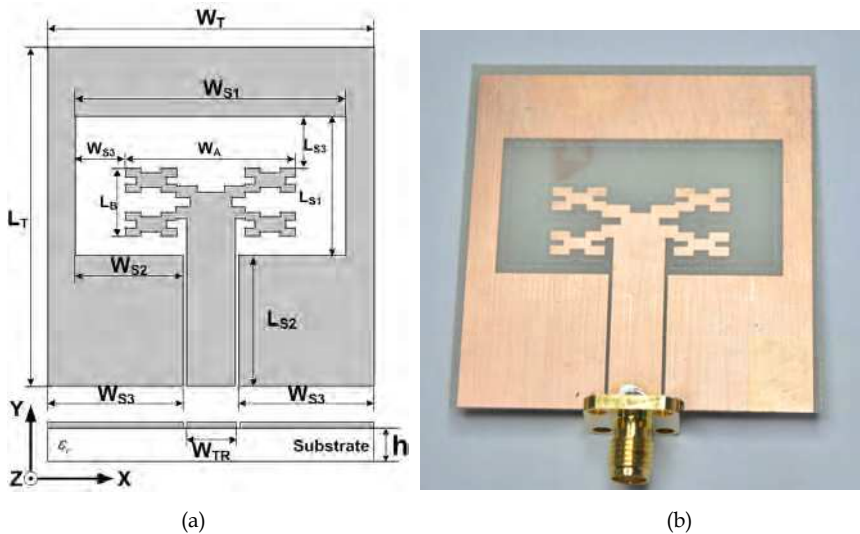 W_T
W_S1
W_S3
W_A
L_S3
L_B
L_S1
L_T
W_S2
L_S2
W_S3
W_S3
Y
ε_r
W_TR
Substrate
h
Z
X
(a)
(b)